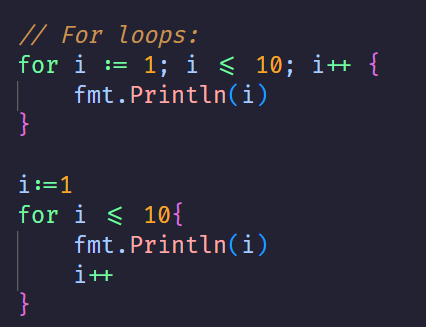 // For loops:
for i := 1; i <= 10; i++ {
    fmt.Println(i)
}

i:=1
for i <= 10{
    fmt.Println(i)
    i++
}